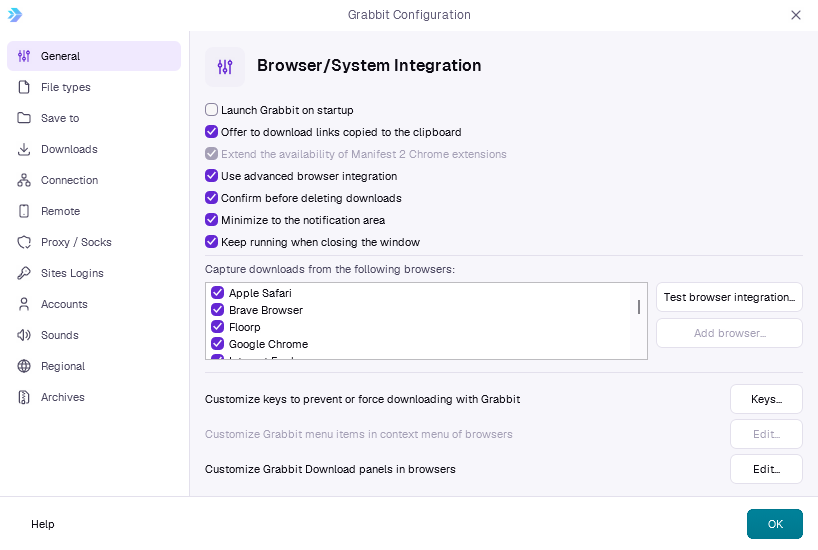 Grabbit Configuration
General
File types
Save to
Downloads
Connection
Remote
Proxy / Socks
Sites Logins
Accounts
Sounds
Regional
Archives
Browser/System Integration
Launch Grabbit on startup
Offer to download links copied to the clipboard
Extend the availability of Manifest 2 Chrome extensions
Use advanced browser integration
Confirm before deleting downloads
Minimize to the notification area
Keep running when closing the window
Capture downloads from the following browsers:
Apple Safari
Brave Browser
Floorp
Google Chrome
Test browser integration...
Add browser...
Customize keys to prevent or force downloading with Grabbit
Keys...
Customize Grabbit menu items in context menu of browsers
Edit...
Customize Grabbit Download panels in browsers
Edit...
Help
OK